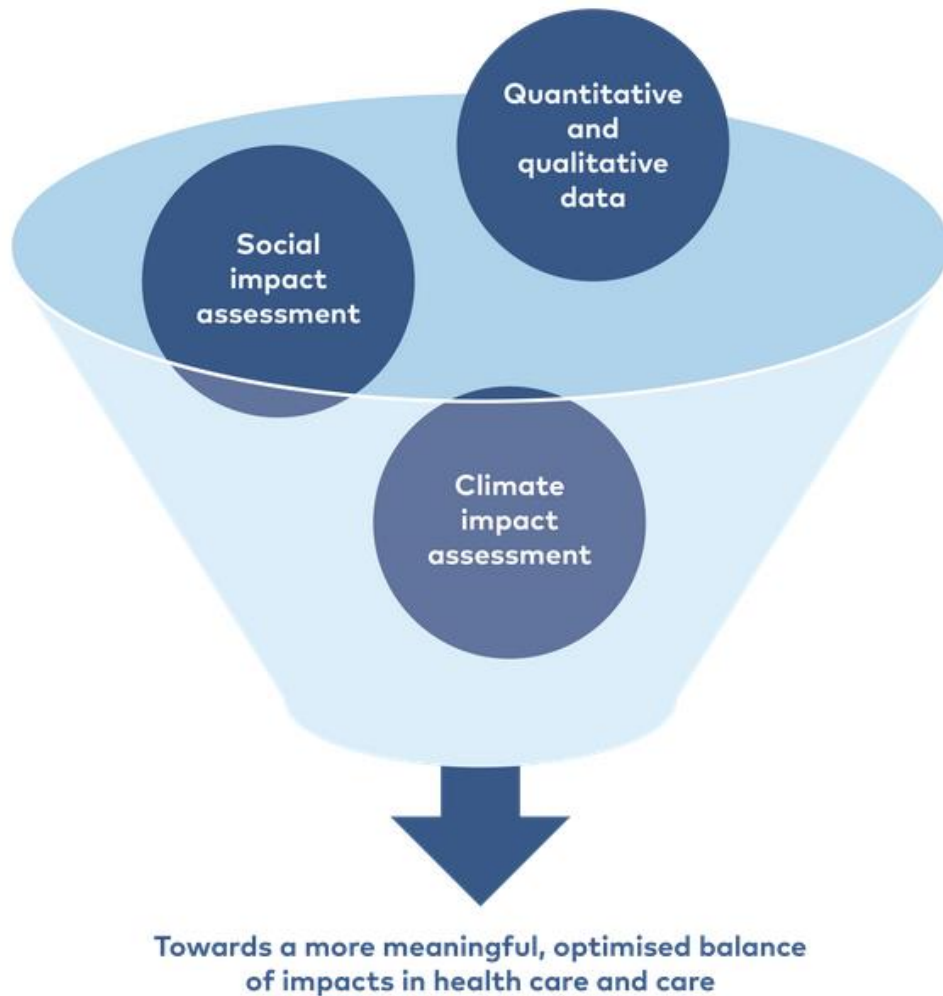 Quantitative
and
qualitative
data
Social
impact
assessment
Climate
impact
assessment
Towards a more meaningful, optimised balance
of impacts in health care and care